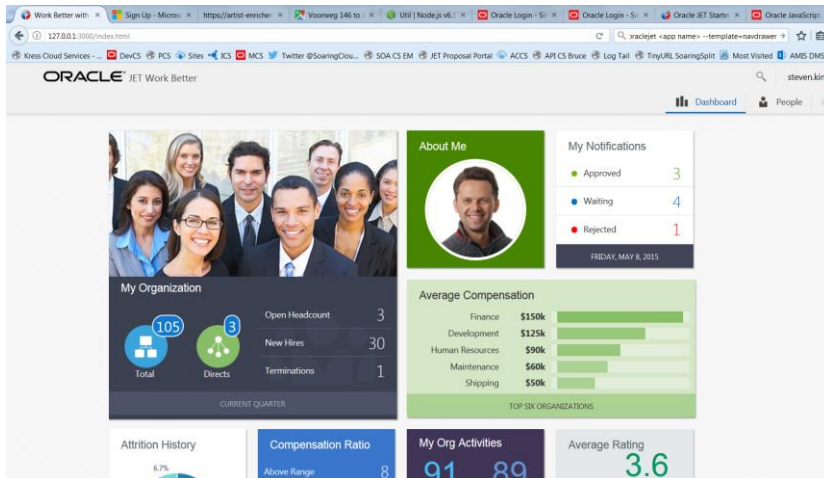 Work Better with
Sign Up - Micros
https://artist-enricher
Voorweg 146 to
Util | Node.js v6.
Oracle Login - Si
Oracle Login - Si
Oracle JET Starter
Oracle JavaScript
127.0.0.1:3000/index.html
oraclejet <app name> --template=navdrawer
Kress Cloud Services - ...
DevCS
PCS
Sites
ICS
MCS
Twitter @SoaringClou...
SOA CS EM
JET Proposal Portal
ACCS
API CS Bruce
Log Tail
TinyURL SoaringSplit
Most Visited
AMIS DMS
ORACLE JET Work Better
steven.kin
Dashboard
People
My Organization
105
Total
3
Directs
Open Headcount 3
New Hires 30
Terminations 1
CURRENT QUARTER
About Me
My Notifications
Approved 3
Waiting 4
Rejected 1
FRIDAY, MAY 8, 2015
Average Compensation
Finance $150k
Development $125k
Human Resources $90k
Maintenance $60k
Shipping $50k
TOP SIX ORGANIZATIONS
Attrition History
6.7%
Compensation Ratio
Above Range 8
My Org Activities
91 89
Average Rating
3.6